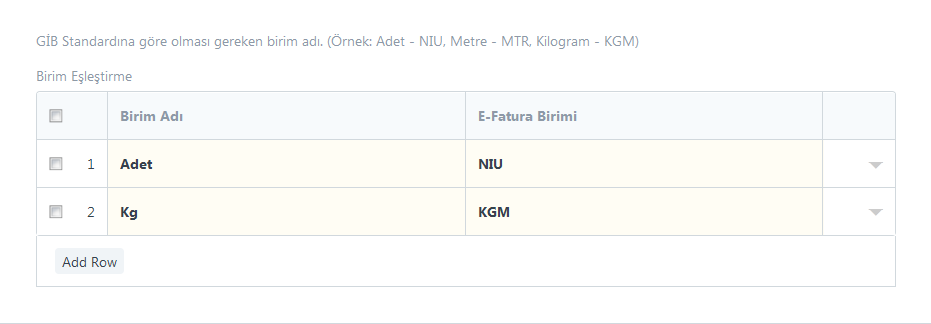 GİB Standardına göre olması gereken birim adı. (Örnek: Adet - NIU, Metre - MTR, Kilogram - KGM)
Birim Eşleştirme
Birim Adı E-Fatura Birimi
1 Adet NIU
2 Kg KGM
Add Row